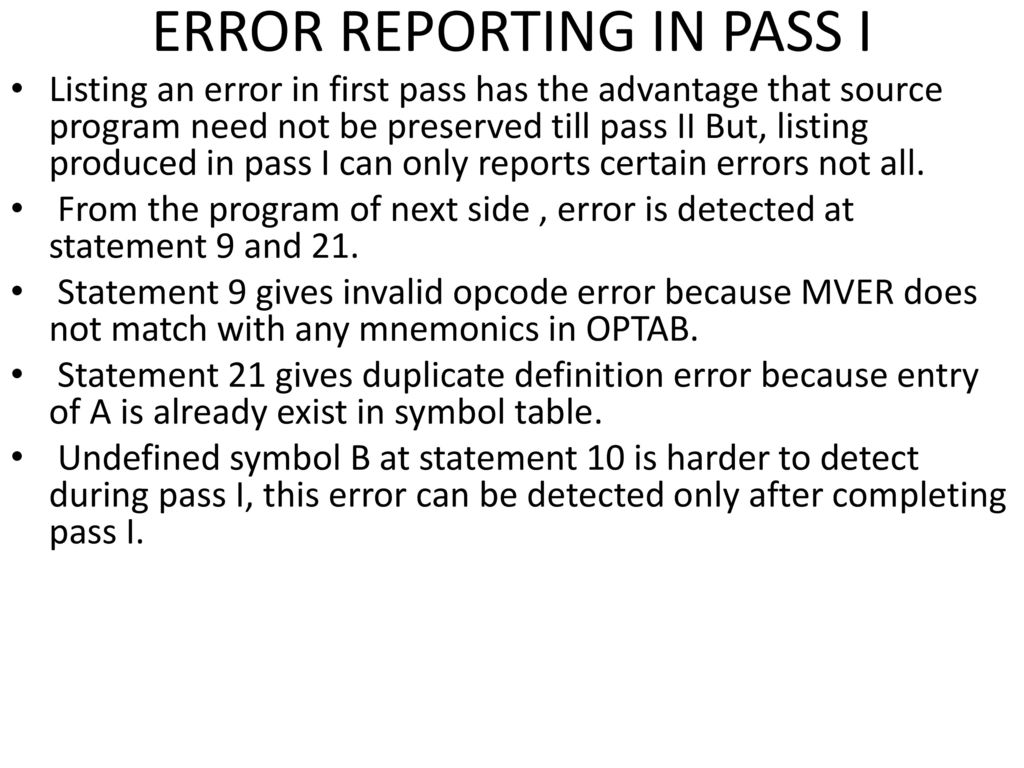 ERROR REPORTING IN PASS I
• Listing an error in first pass has the advantage that source
program need not be preserved till pass II But, listing
produced in pass I can only reports certain errors not all.
• From the program of next side , error is detected at
statement 9 and 21.
• Statement 9 gives invalid opcode error because MVER does
not match with any mnemonics in OPTAB.
• Statement 21 gives duplicate definition error because entry
of A is already exist in symbol table.
• Undefined symbol B at statement 10 is harder to detect
during pass I, this error can be detected only after completing
pass I.